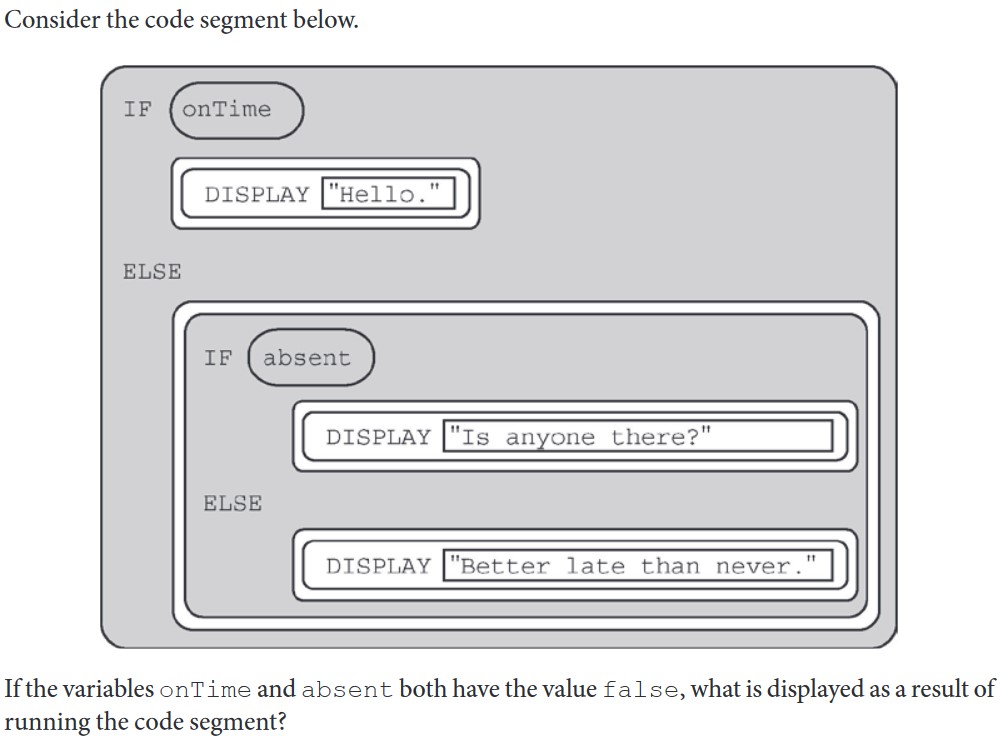 Consider the code segment below.
IF onTime
DISPLAY "Hello."
ELSE
IF absent
DISPLAY "Is anyone there?"
ELSE
DISPLAY "Better late than never."
If the variables onTime and absent both have the value false, what is displayed as a result of
running the code segment?